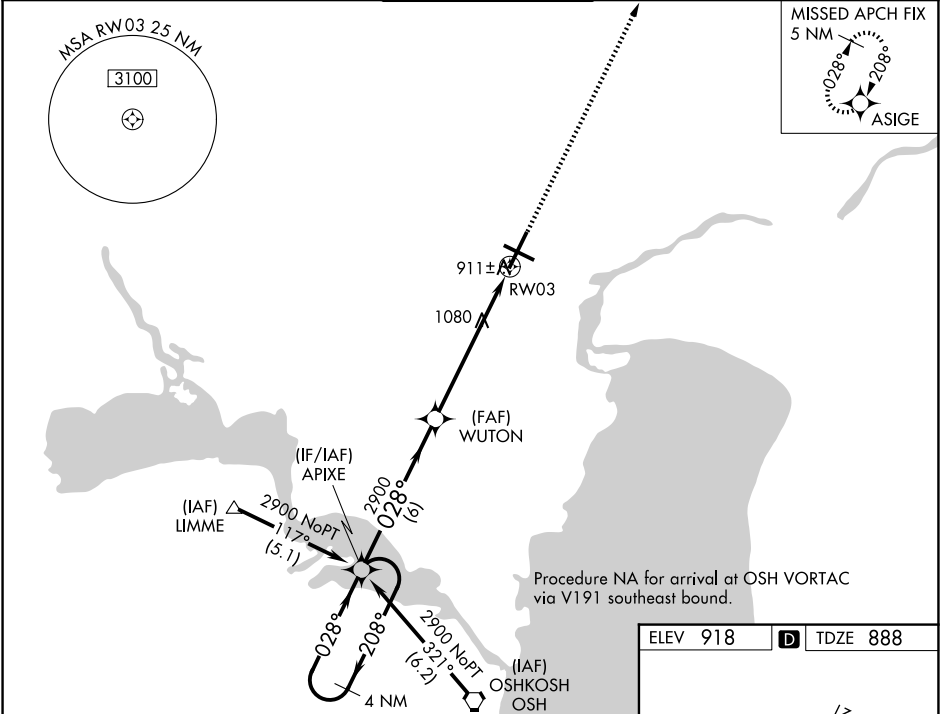 MSA RW03 25 NM
3100
MISSED APCH FIX
5 NM
028°
208°
ASIGE
911±
RW03
1080
(FAF)
WUTON
(IF/IAF)
APIXE
2900
028°
(6)
(IAF)
LIMME
2900 NoPT
117°
(5.1)
Procedure NA for arrival at OSH VORTAC
via V191 southeast bound.
028°
208°
4 NM
2900 NoPT
321°
(6.2)
(IAF)
OSHKOSH
OSH
ELEV 918 D TDZE 888